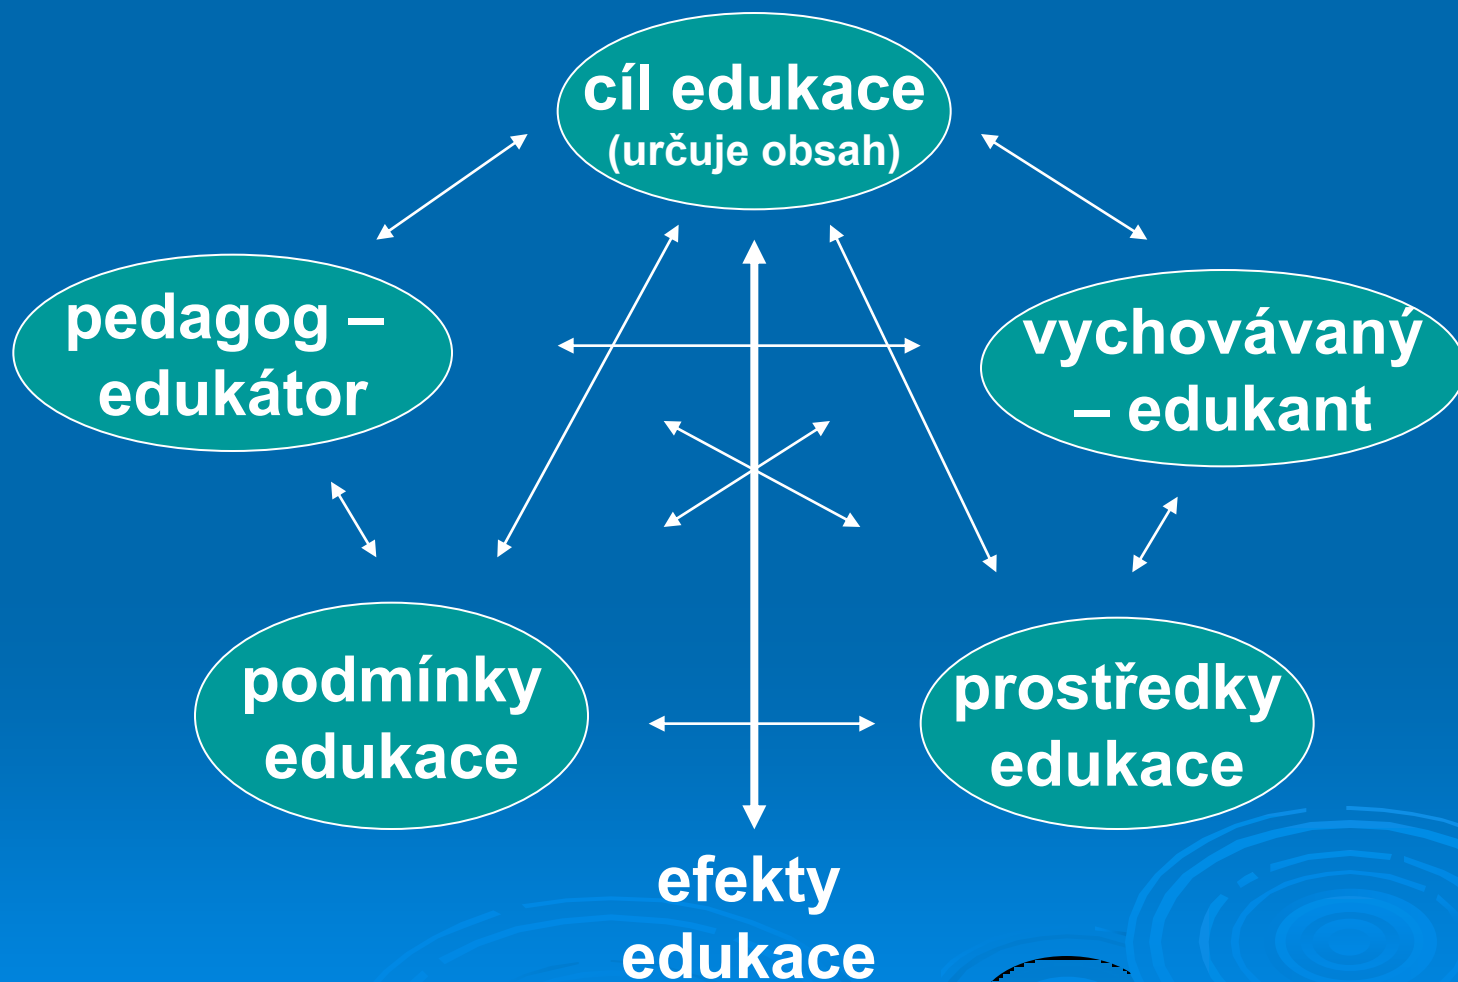 cíl edukace
(určuje obsah)
pedagog –
edukátor
vychovávaný
– edukant
podmínky
edukace
prostředky
edukace
efekty
edukace